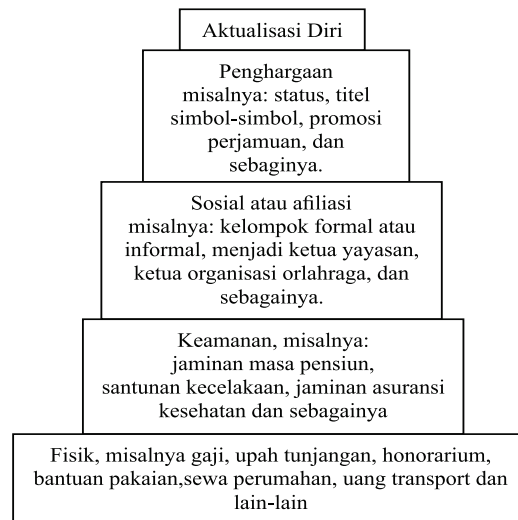 Aktualisasi Diri
Penghargaan
misalnya: status, titel
simbol-simbol, promosi
perjamuan, dan
sebaginya.
Sosial atau afiliasi
misalnya: kelompok formal atau
informal, menjadi ketua yayasan,
ketua organisasi orlahraga, dan
sebagainya.
Keamanan, misalnya:
jaminan masa pensiun,
santunan kecelakaan, jaminan asuransi
kesehatan dan sebagainya
Fisik, misalnya gaji, upah tunjangan, honorarium,
bantuan pakaian,sewa perumahan, uang transport dan
lain-lain